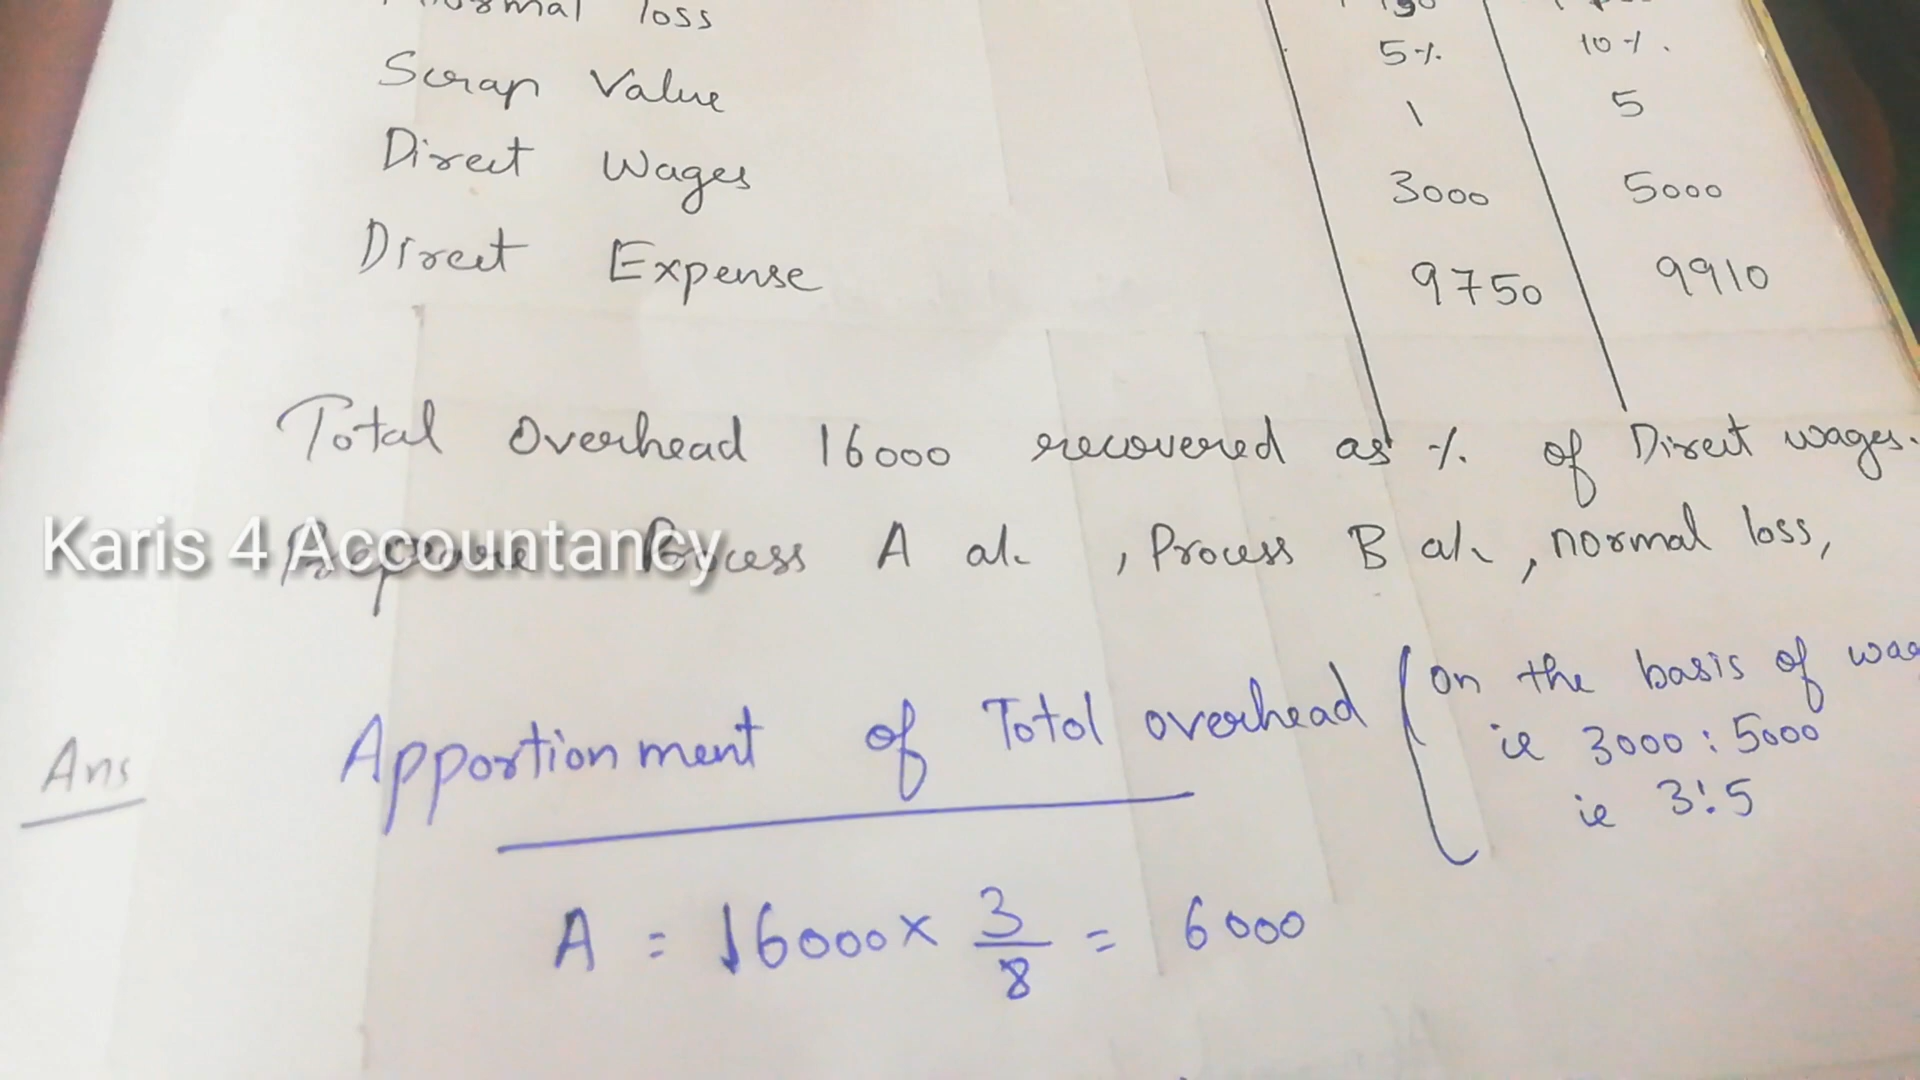 Normal loss 5% 10%.
Scrap Value 1 5
Direct Wages 3000 5000
Direct Expense 9750 9910
Total Overhead 16000 recovered as % of Direct wages.
Karis 4 Accountancy
Prepare Process A a/c, Process B a/c, normal loss,
Ans
Apportionment of Total overhead
(on the basis of
ie 3000 : 5000
ie 3:5
A = 16000 x 3/8 = 6000